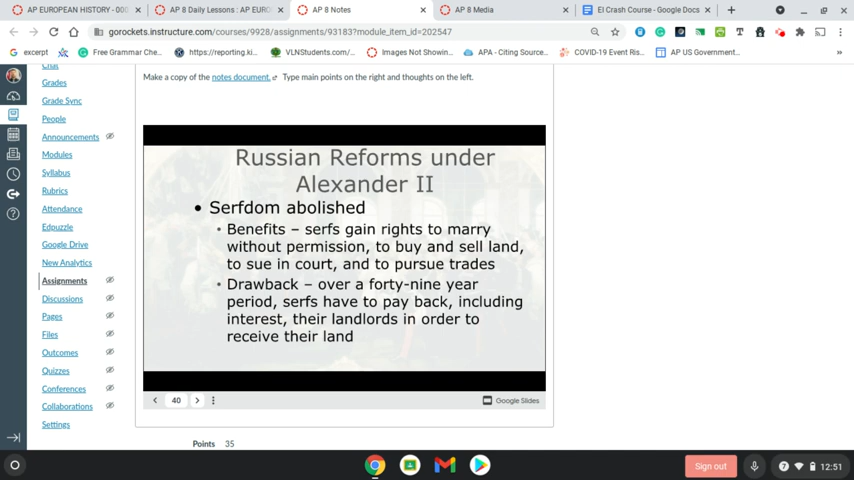 AP EUROPEAN HISTORY - 000
AP 8 Daily Lessons : AP EURO
AP 8 Notes
AP 8 Media
EI Crash Course - Google Docs
gorockets.instructure.com/courses/9928/assignments/93183?module_item_id=202547
excerpt
Free Grammar Che...
https://reporting.ki...
VLNStudents.com/...
Images Not Showin...
APA - Citing Source...
COVID-19 Event Ris...
AP US Government...
Chat
Grades
Grade Sync
People
Announcements
Modules
Syllabus
Rubrics
Attendance
Edpuzzle
Google Drive
New Analytics
Assignments
Discussions
Pages
Files
Outcomes
Quizzes
Conferences
Collaborations
Settings
Make a copy of the notes document. Type main points on the right and thoughts on the left.
Russian Reforms under
Alexander II
• Serfdom abolished
• Benefits – serfs gain rights to marry
without permission, to buy and sell land,
to sue in court, and to pursue trades
• Drawback – over a forty-nine year
period, serfs have to pay back, including
interest, their landlords in order to
receive their land
40
Google Slides
Points 35
Sign out
7
12:51